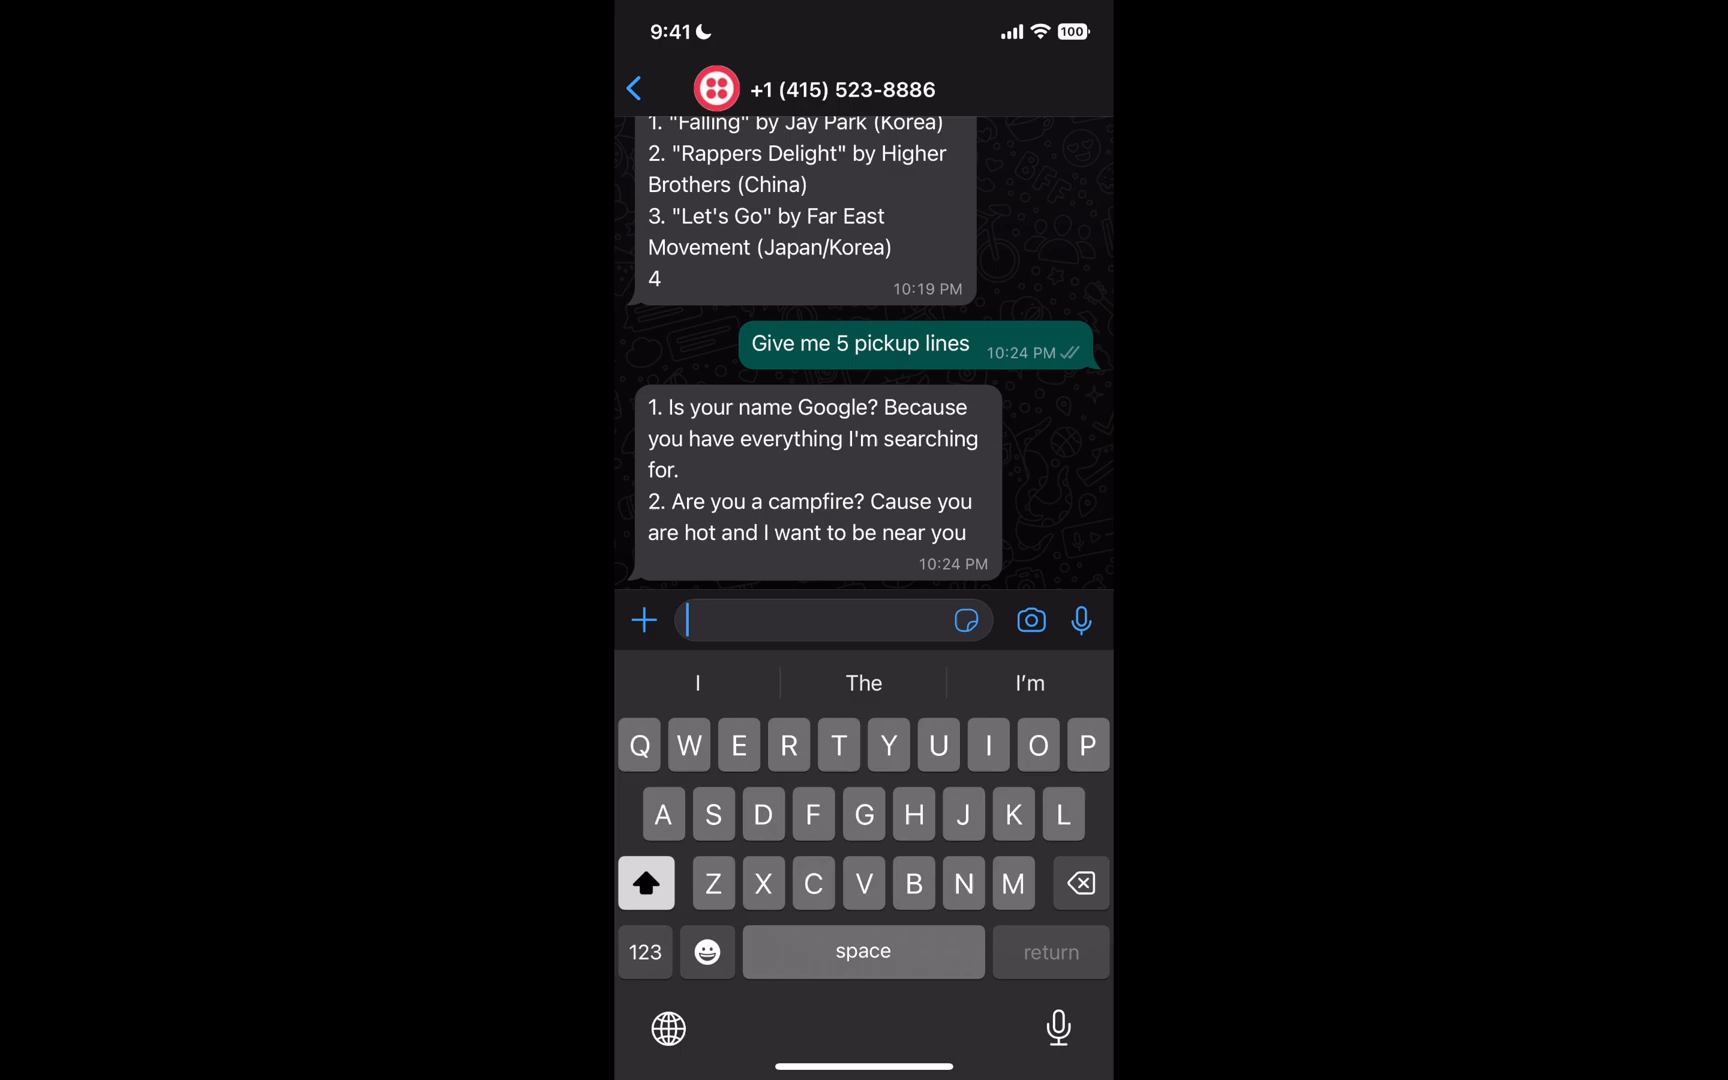 9:41
100
+1 (415) 523-8886
1. "Falling" by Jay Park (Korea)
2. "Rappers Delight" by Higher
Brothers (China)
3. "Let's Go" by Far East
Movement (Japan/Korea)
4
10:19 PM
Give me 5 pickup lines
10:24 PM
1. Is your name Google? Because
you have everything I'm searching
for.
2. Are you a campfire? Cause you
are hot and I want to be near you
10:24 PM
I The I’m
Q W E R T Y U I O P
A S D F G H J K L
Z X C V B N M
123 space return